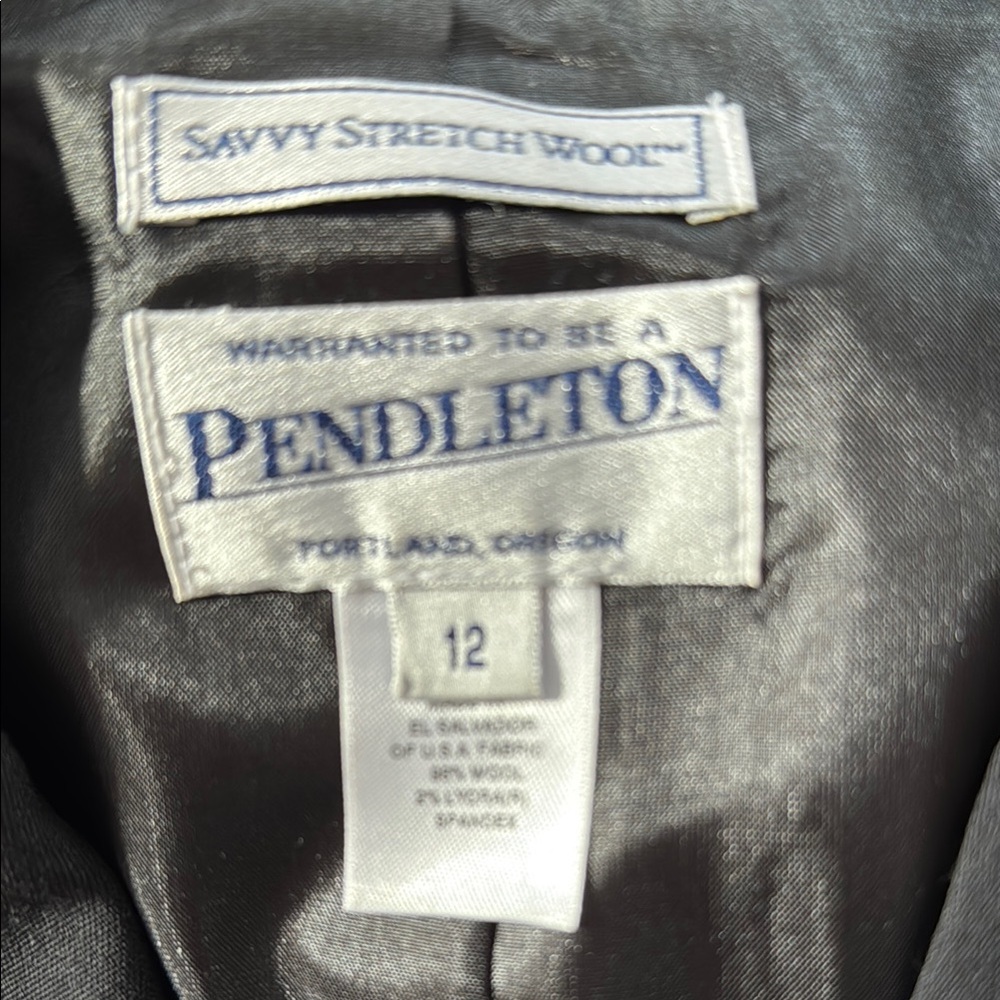 SAVVY STRETCH WOOL™
WARRANTED TO BE A
PENDLETON
PORTLAND, OREGON
12
EL SALVADOR
OF U.S.A. FABRIC
98% WOOL
2% LYCRA(R)
SPANDEX